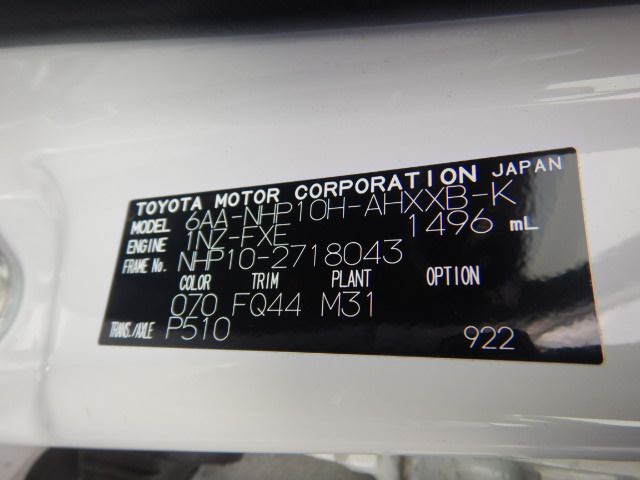 TOYOTA MOTOR CORPORATION JAPAN
MODEL 6AA-NHP10H-AHXXB-K
ENGINE 1NZ-FXE 1496 mL
FRAME No. NHP10-2718043
COLOR TRIM PLANT OPTION
070 FQ44 M31
TRANS./AXLE P510 922